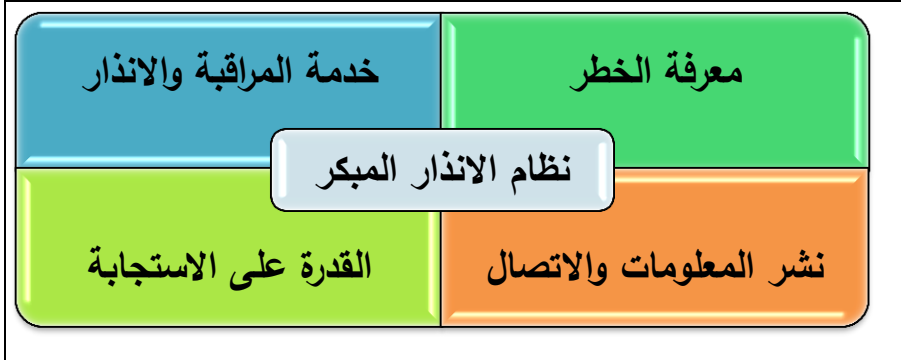 معرفة الخطر
خدمة المراقبة والانذار
نظام الانذار المبكر
نشر المعلومات والاتصال
القدرة على الاستجابة